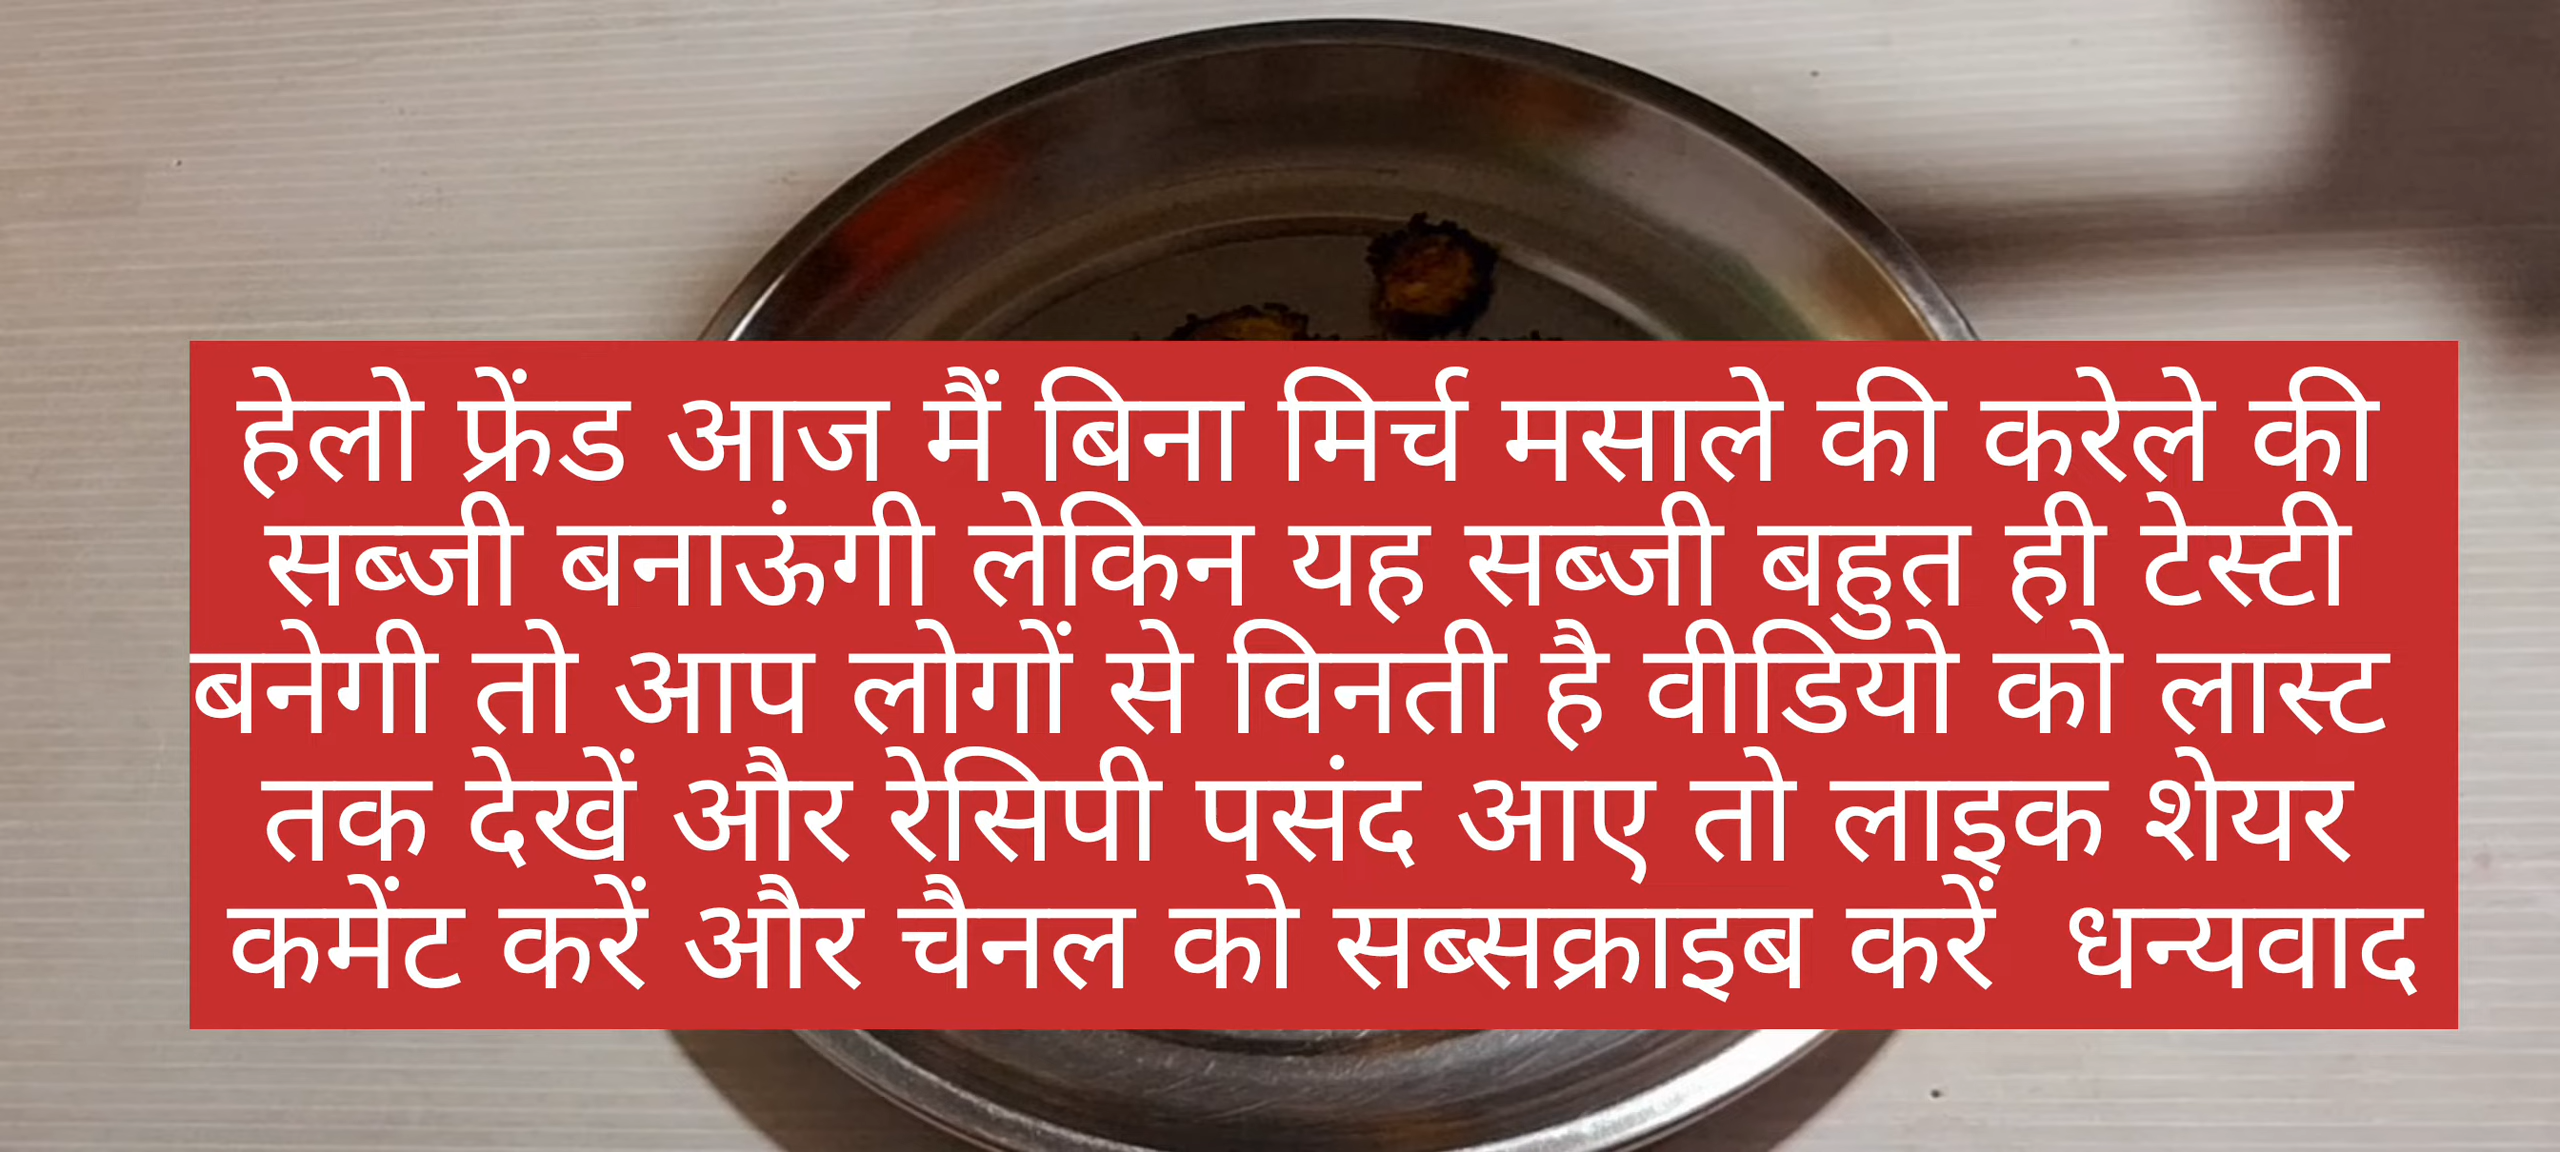 हेलो फ्रेंड आज मैं बिना मिर्च मसाले की करेले की
सब्जी बनाऊंगी लेकिन यह सब्जी बहुत ही टेस्टी
बनेगी तो आप लोगों से विनती है वीडियो को लास्ट
तक देखें और रेसिपी पसंद आए तो लाइक शेयर
कमेंट करें और चैनल को सब्सक्राइब करें  धन्यवाद